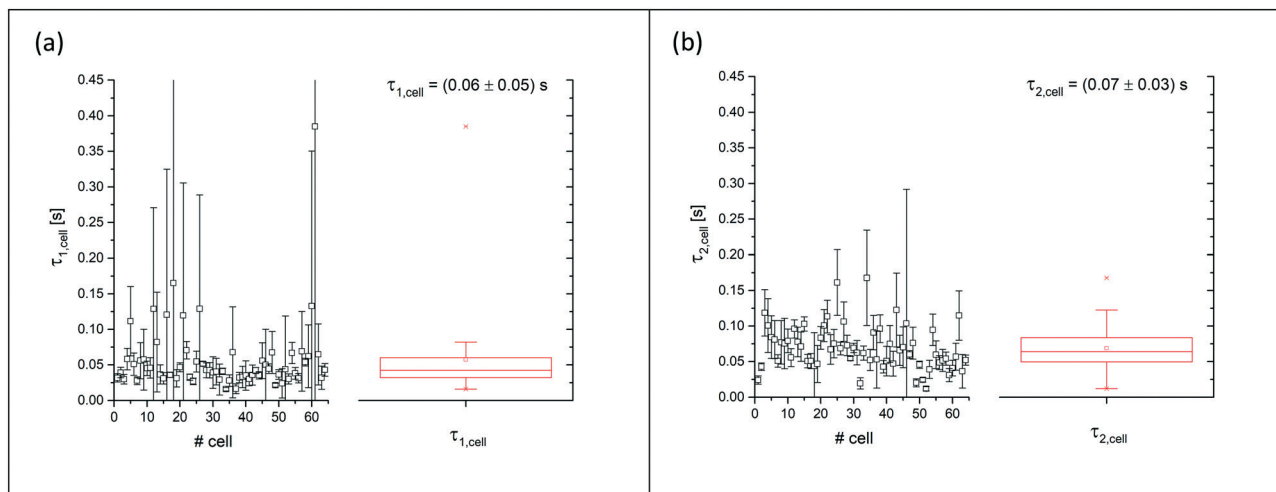 (a)
τ1,cell = (0.06 ± 0.05) s
τ1,cell [s]
0.45
0.40
0.35
0.30
0.25
0.20
0.15
0.10
0.05
0.00
0 10 20 30 40 50 60
# cell
τ1,cell
(b)
τ2,cell = (0.07 ± 0.03) s
τ2,cell [s]
0.45
0.40
0.35
0.30
0.25
0.20
0.15
0.10
0.05
0.00
0 10 20 30 40 50 60
# cell
τ2,cell